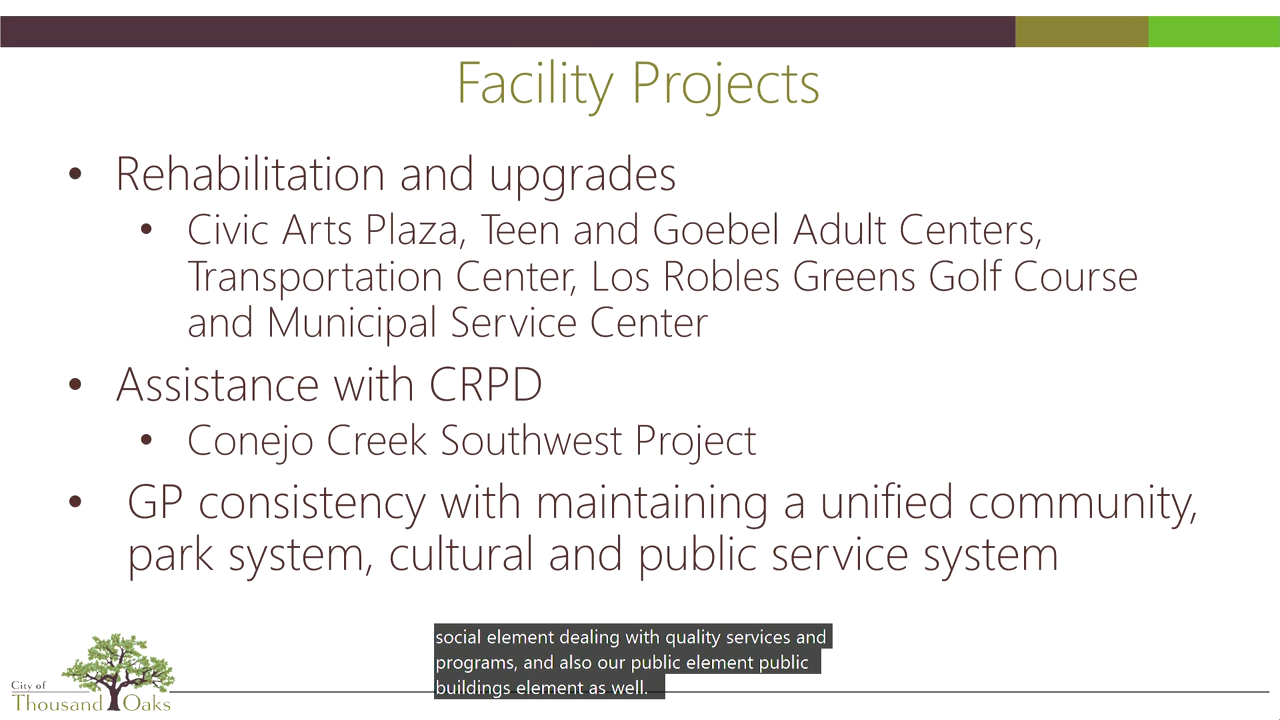 Facility Projects
• Rehabilitation and upgrades
• Civic Arts Plaza, Teen and Goebel Adult Centers,
Transportation Center, Los Robles Greens Golf Course
and Municipal Service Center
• Assistance with CRPD
• Conejo Creek Southwest Project
• GP consistency with maintaining a unified community,
park system, cultural and public service system
social element dealing with quality services and
programs, and also our public element public
buildings element as well.
City of
Thousand Oaks